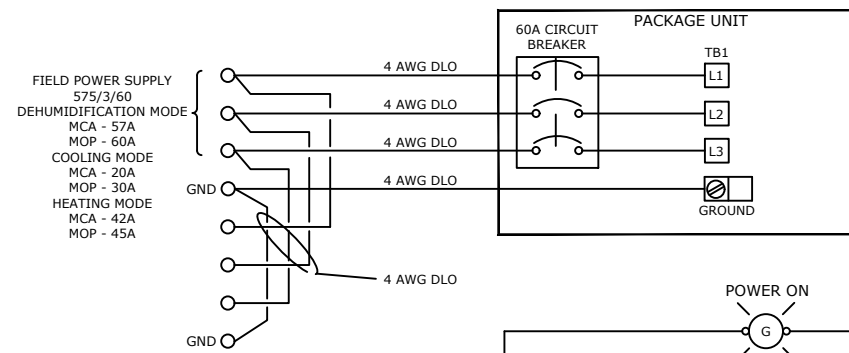 PACKAGE UNIT
60A CIRCUIT
BREAKER
TB1
FIELD POWER SUPPLY
575/3/60
DEHUMIDIFICATION MODE
MCA - 57A
MOP - 60A
COOLING MODE
MCA - 20A
MOP - 30A
HEATING MODE
MCA - 42A
MOP - 45A
4 AWG DLO
L1
4 AWG DLO
L2
4 AWG DLO
L3
GND
4 AWG DLO
GROUND
4 AWG DLO
GND
POWER ON
G